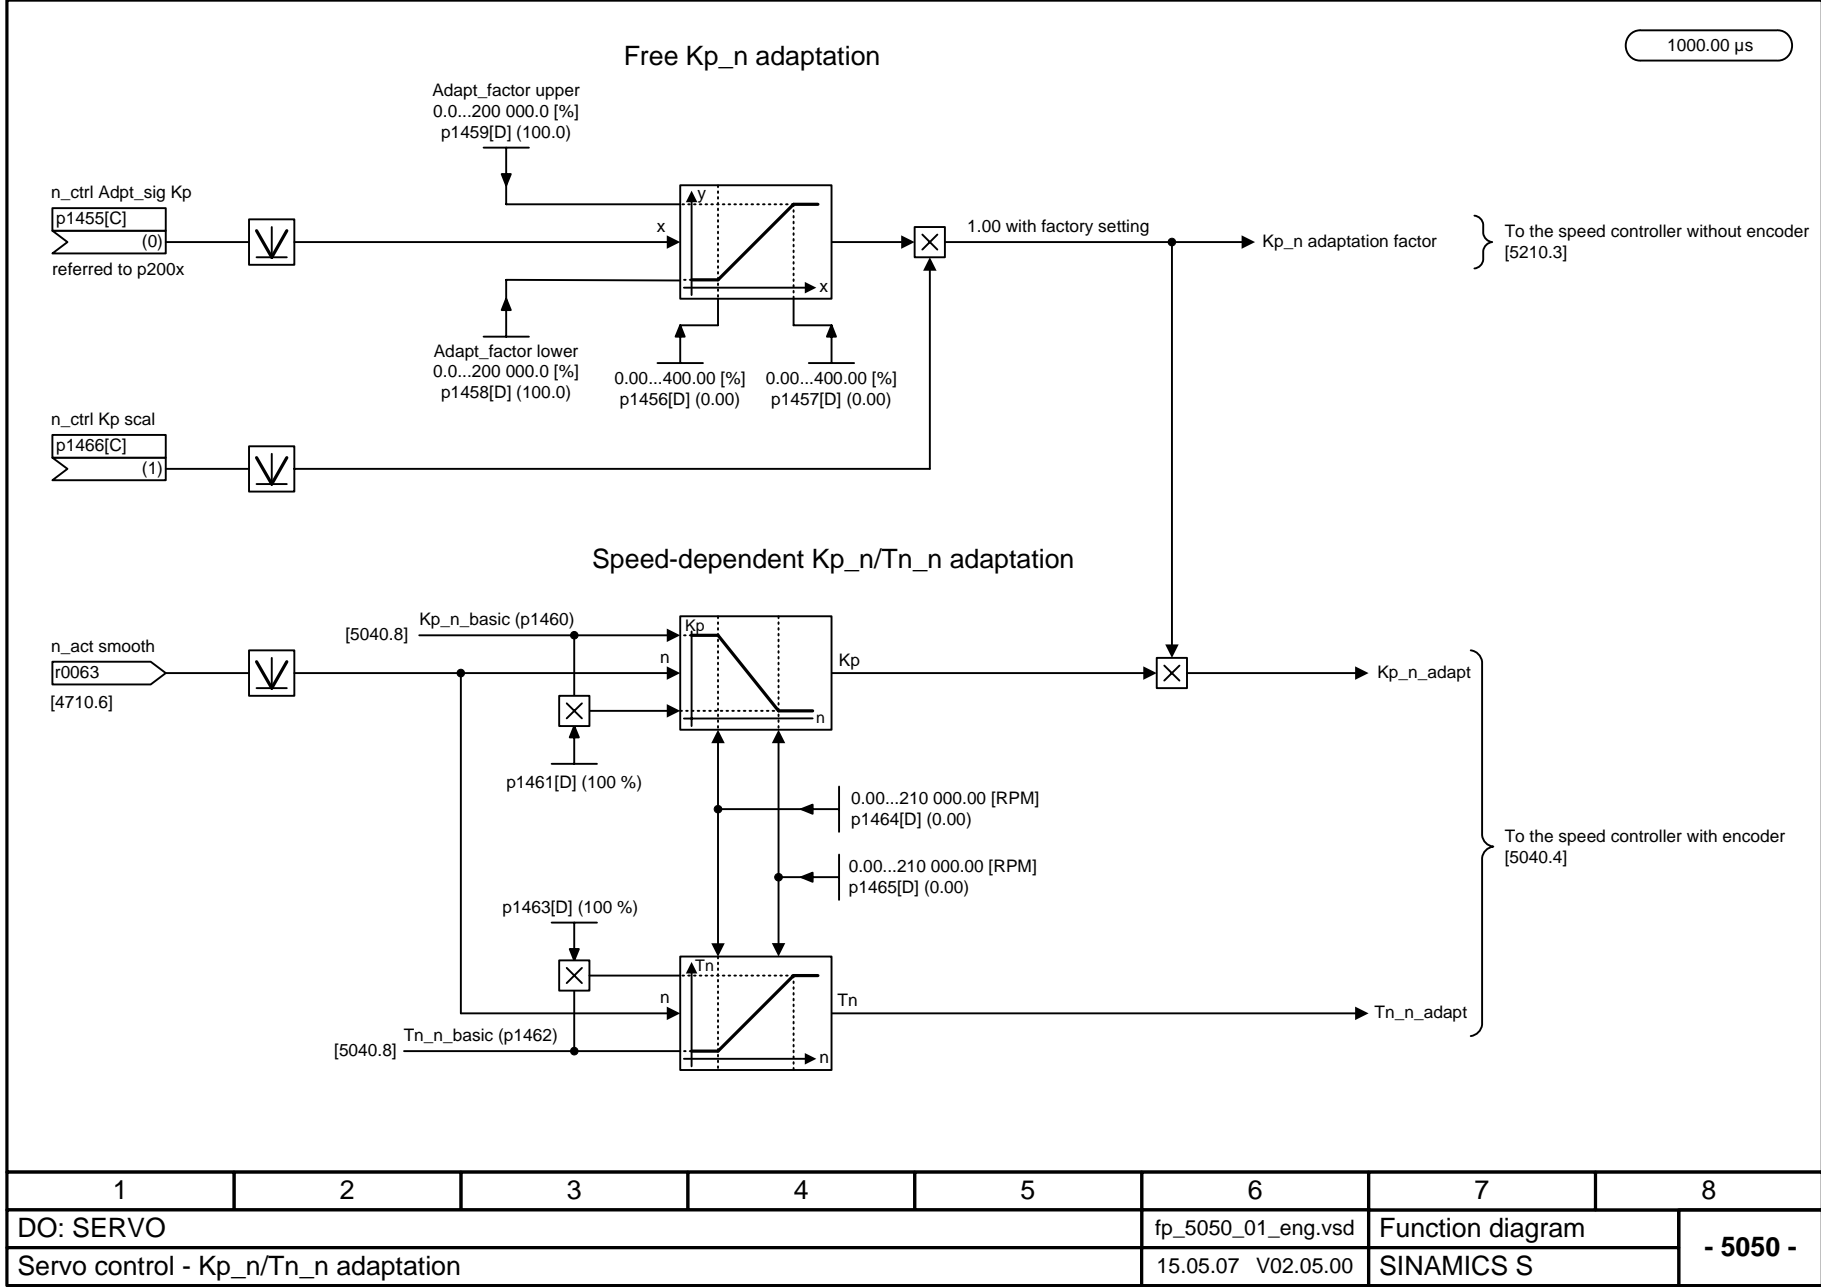 Free Kp_n adaptation
1000.00 µs
Adapt_factor upper
0.0...200 000.0 [%]
p1459[D] (100.0)
n_ctrl Adpt_sig Kp
p1455[C]
(0)
referred to p200x
x
y
x
1.00 with factory setting
Kp_n adaptation factor
To the speed controller without encoder
[5210.3]
Adapt_factor lower
0.0...200 000.0 [%]
p1458[D] (100.0)
0.00...400.00 [%]
p1456[D] (0.00)
0.00...400.00 [%]
p1457[D] (0.00)
n_ctrl Kp scal
p1466[C]
(1)
Speed-dependent Kp_n/Tn_n adaptation
n_act smooth
r0063
[4710.6]
[5040.8]
Kp_n_basic (p1460)
n
Kp
n
Kp
Kp_n_adapt
p1461[D] (100 %)
0.00...210 000.00 [RPM]
p1464[D] (0.00)
0.00...210 000.00 [RPM]
p1465[D] (0.00)
To the speed controller with encoder
[5040.4]
p1463[D] (100 %)
n
Tn
n
Tn
Tn_n_adapt
[5040.8]
Tn_n_basic (p1462)
1 2 3 4 5 6 7 8
DO: SERVO
fp_5050_01_eng.vsd
Function diagram
- 5050 -
Servo control - Kp_n/Tn_n adaptation
15.05.07 V02.05.00
SINAMICS S